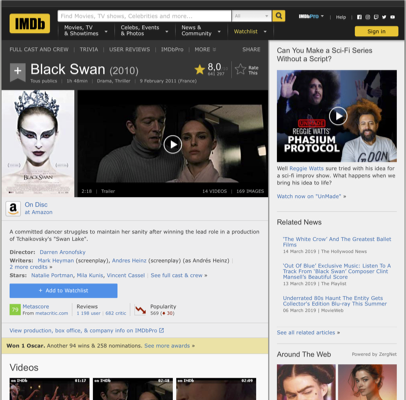 IMDb
Find Movies, TV shows, Celebrities and more...
All
Movies, TV & Showtimes
Celebs, Events & Photos
News & Community
Watchlist
IMDbPro
Help
Sign in
FULL CAST AND CREW | TRIVIA | USER REVIEWS | IMDbPro | MORE
SHARE
Black Swan (2010)
8,0
Rate This
Tous publics | 1h 48min | Drama, Thriller | 9 February 2011 (France)
BLACK SWAN
2:18 | Trailer
14 VIDEOS | 169 IMAGES
On Disc
at Amazon
A committed dancer struggles to maintain her sanity after winning the lead role in a production
of Tchaikovsky's "Swan Lake".
Director: Darren Aronofsky
Writers: Mark Heyman (screenplay), Andres Heinz (screenplay) (as Andrés Heinz) |
2 more credits »
Stars: Natalie Portman, Mila Kunis, Vincent Cassel | See full cast & crew »
+ Add to Watchlist
79
Metascore
From metacritic.com
Reviews
1 198 user | 662 critic
Popularity
569 (30)
View production, box office, & company info on IMDbPro
Won 1 Oscar. Another 94 wins & 258 nominations. See more awards »
Videos
Can You Make a Sci-Fi Series
Without a Script?
REGGIE WATTS'
PHASIUM
PROTOCOL
Well Reggie Watts sure tried with his idea for
a sci-fi improv show. What happens when we
bring his idea to life?
Watch now on "UnMade" »
Related News
'The White Crow' And The Greatest Ballet
Films
14 March 2019 | The Hollywood News
'Out Of Blue' Exclusive Music: Listen To A
Track From 'Black Swan' Composer Clint
Mansell's Beautiful Score
13 March 2019 | The Playlist
Underrated 80s Haunt The Entity Gets
Collector's Edition Blu-ray This Summer
06 March 2019 | MovieWeb
See all related articles »
Around The Web
Powered by ZergNet